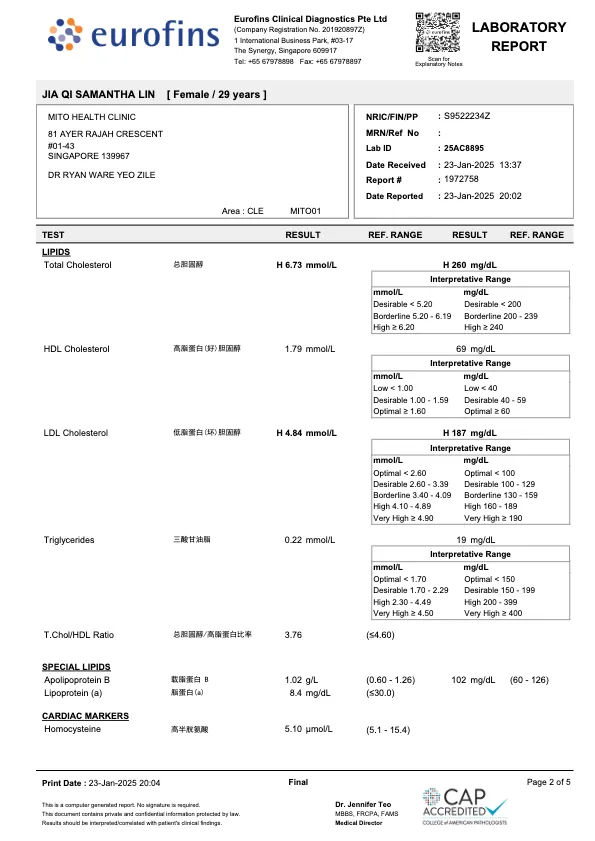 eurofins
Eurofins Clinical Diagnostics Pte Ltd
(Company Registration No. 201920897Z)
1 International Business Park, #03-17
The Synergy, Singapore 609917
Tel: +65 67978898 Fax: +65 67978897
eurofins
Scan for
Explanatory Notes
LABORATORY
REPORT
JIA QI SAMANTHA LIN [ Female / 29 years ]
MITO HEALTH CLINIC
81 AYER RAJAH CRESCENT
#01-43
SINGAPORE 139967
DR RYAN WARE YEO ZILE
Area : CLE MITO01
NRIC/FIN/PP : S9522234Z
MRN/Ref No :
Lab ID : 25AC8895
Date Received : 23-Jan-2025 13:37
Report # : 1972758
Date Reported : 23-Jan-2025 20:02
TEST RESULT REF. RANGE RESULT REF. RANGE
LIPIDS
Total Cholesterol 总胆固醇 H 6.73 mmol/L H 260 mg/dL
Interpretative Range
mmol/L mg/dL
Desirable < 5.20 Desirable < 200
Borderline 5.20 - 6.19 Borderline 200 - 239
High ≥ 6.20 High ≥ 240
HDL Cholesterol 高脂蛋白(好)胆固醇 1.79 mmol/L 69 mg/dL
Interpretative Range
mmol/L mg/dL
Low < 1.00 Low < 40
Desirable 1.00 - 1.59 Desirable 40 - 59
Optimal ≥ 1.60 Optimal ≥ 60
LDL Cholesterol 低脂蛋白(坏)胆固醇 H 4.84 mmol/L H 187 mg/dL
Interpretative Range
mmol/L mg/dL
Optimal < 2.60 Optimal < 100
Desirable 2.60 - 3.39 Desirable 100 - 129
Borderline 3.40 - 4.09 Borderline 130 - 159
High 4.10 - 4.89 High 160 - 189
Very High ≥ 4.90 Very High ≥ 190
Triglycerides 三酸甘油脂 0.22 mmol/L 19 mg/dL
Interpretative Range
mmol/L mg/dL
Optimal < 1.70 Optimal < 150
Desirable 1.70 - 2.29 Desirable 150 - 199
High 2.30 - 4.49 High 200 - 399
Very High ≥ 4.50 Very High ≥ 400
T.Chol/HDL Ratio 总胆固醇/高脂蛋白比率 3.76 (≤4.60)
SPECIAL LIPIDS
Apolipoprotein B 载脂蛋白 B 1.02 g/L (0.60 - 1.26) 102 mg/dL (60 - 126)
Lipoprotein (a) 脂蛋白(a) 8.4 mg/dL (≤30.0)
CARDIAC MARKERS
Homocysteine 高半胱氨酸 5.10 µmol/L (5.1 - 15.4)
Print Date : 23-Jan-2025 20:04 Final Page 2 of 5
This is a computer generated report. No signature is required.
This document contains private and confidential information protected by law.
Results should be interpreted/correlated with patient's clinical findings.
Dr. Jennifer Teo
MBBS, FRCPA, FAMS
Medical Director
CAP
ACCREDITED
COLLEGE of AMERICAN PATHOLOGISTS